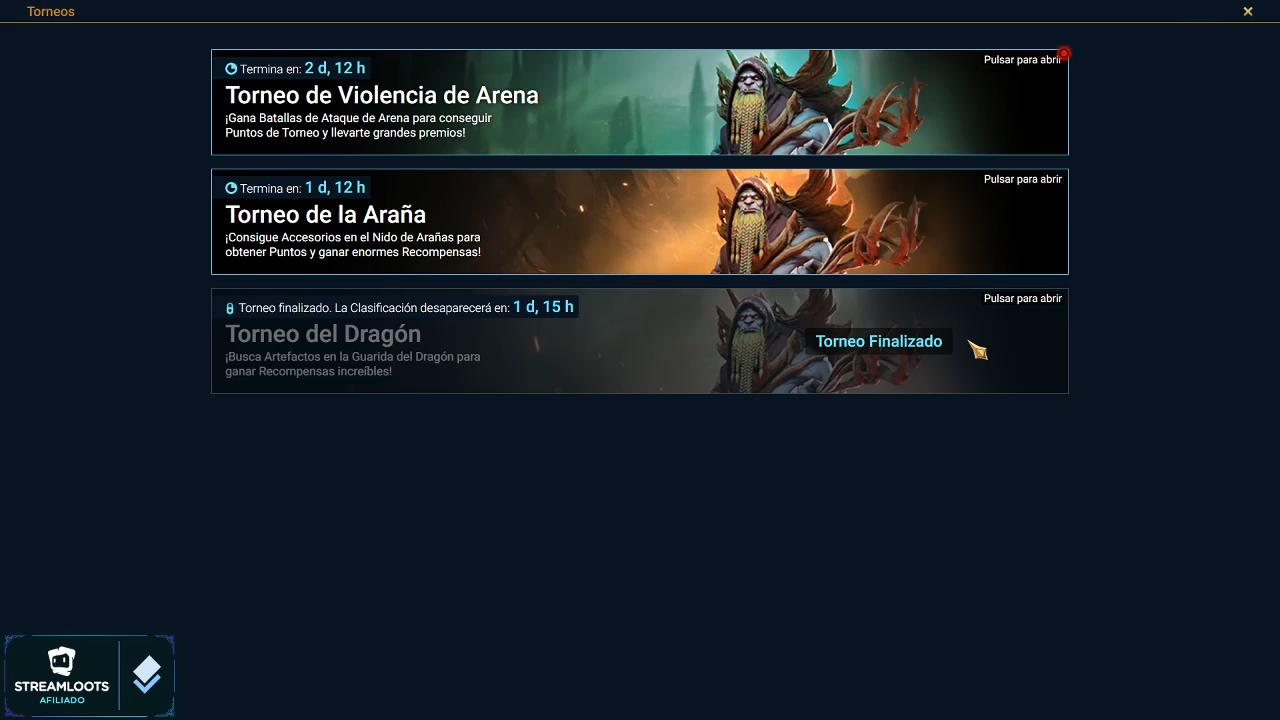 Torneos
Termina en: 2 d, 12 h
Pulsar para abrir
Torneo de Violencia de Arena
¡Gana Batallas de Ataque de Arena para conseguir
Puntos de Torneo y llevarte grandes premios!
Termina en: 1 d, 12 h
Pulsar para abrir
Torneo de la Araña
¡Consigue Accesorios en el Nido de Arañas para
obtener Puntos y ganar enormes Recompensas!
Torneo finalizado. La Clasificación desaparecerá en: 1 d, 15 h
Pulsar para abrir
Torneo del Dragón
Torneo Finalizado
¡Busca Artefactos en la Guarida del Dragón para
ganar Recompensas increíbles!
STREAMLOOTS
AFILIADO